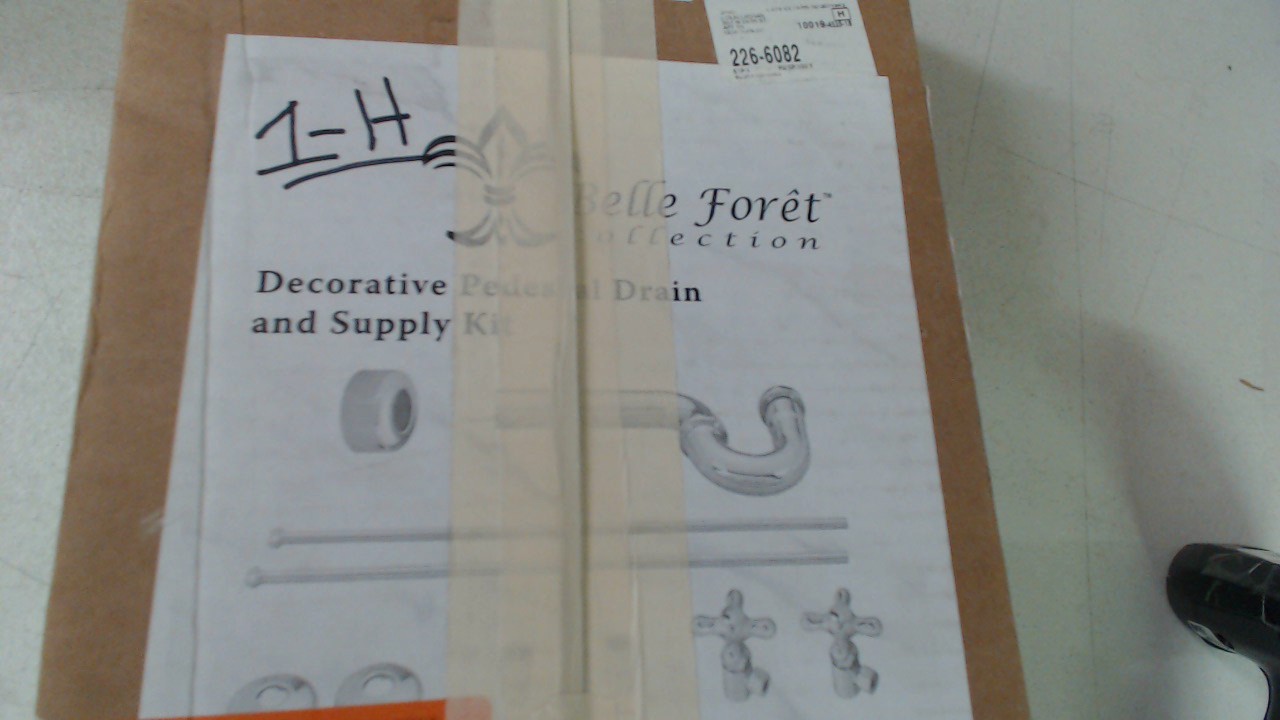 H
226-6082
1-H
Belle Forêt™
Collection
Decorative Pedestal Drain
and Supply Kit